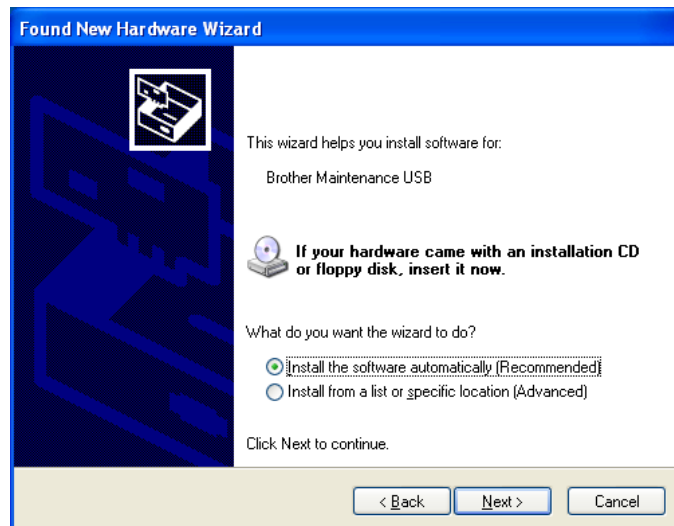 Found New Hardware Wizard
This wizard helps you install software for:
Brother Maintenance USB
If your hardware came with an installation CD
or floppy disk, insert it now.
What do you want the wizard to do?
Install the software automatically (Recommended)
Install from a list or specific location (Advanced)
Click Next to continue.
< Back Next > Cancel